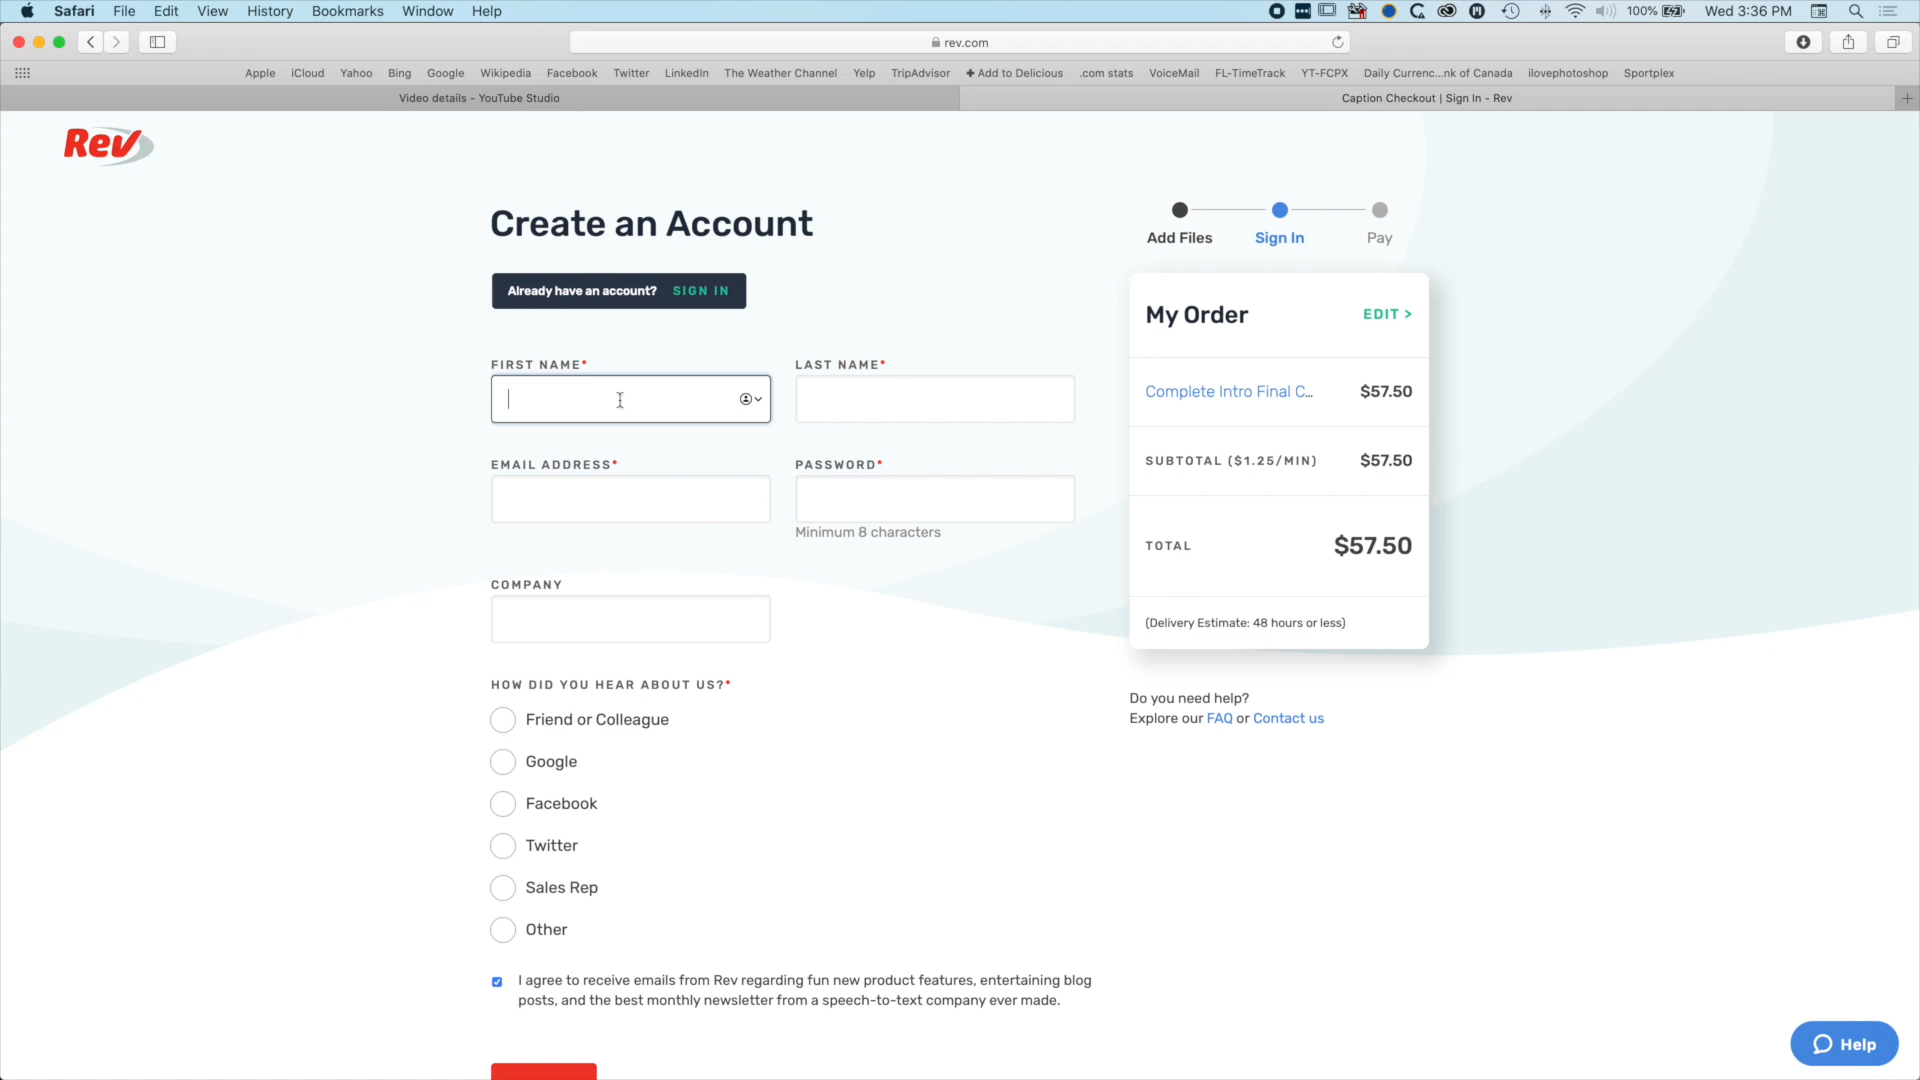 Safari File Edit View History Bookmarks Window Help 100% Wed 3:36 PM
rev.com
Apple iCloud Yahoo Bing Google Wikipedia Facebook Twitter LinkedIn The Weather Channel Yelp TripAdvisor ✚ Add to Delicious .com stats VoiceMail FL-TimeTrack YT-FCPX Daily Currenc...nk of Canada ilovephotoshop Sportplex
Video details - YouTube Studio Caption Checkout | Sign In - Rev
Rev
Create an Account
Already have an account? SIGN IN
FIRST NAME* LAST NAME*
EMAIL ADDRESS* PASSWORD*
Minimum 8 characters
COMPANY
HOW DID YOU HEAR ABOUT US?*
Friend or Colleague
Google
Facebook
Twitter
Sales Rep
Other
I agree to receive emails from Rev regarding fun new product features, entertaining blog
posts, and the best monthly newsletter from a speech-to-text company ever made.
Add Files Sign In Pay
My Order EDIT >
Complete Intro Final C... $57.50
SUBTOTAL ($1.25/MIN) $57.50
TOTAL $57.50
(Delivery Estimate: 48 hours or less)
Do you need help?
Explore our FAQ or Contact us
Help